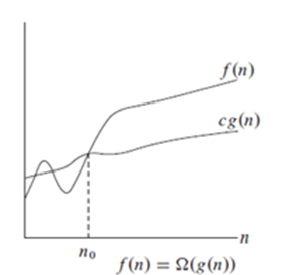 f(n)
cg(n)
n
n₀
f(n) = Ω(g(n))